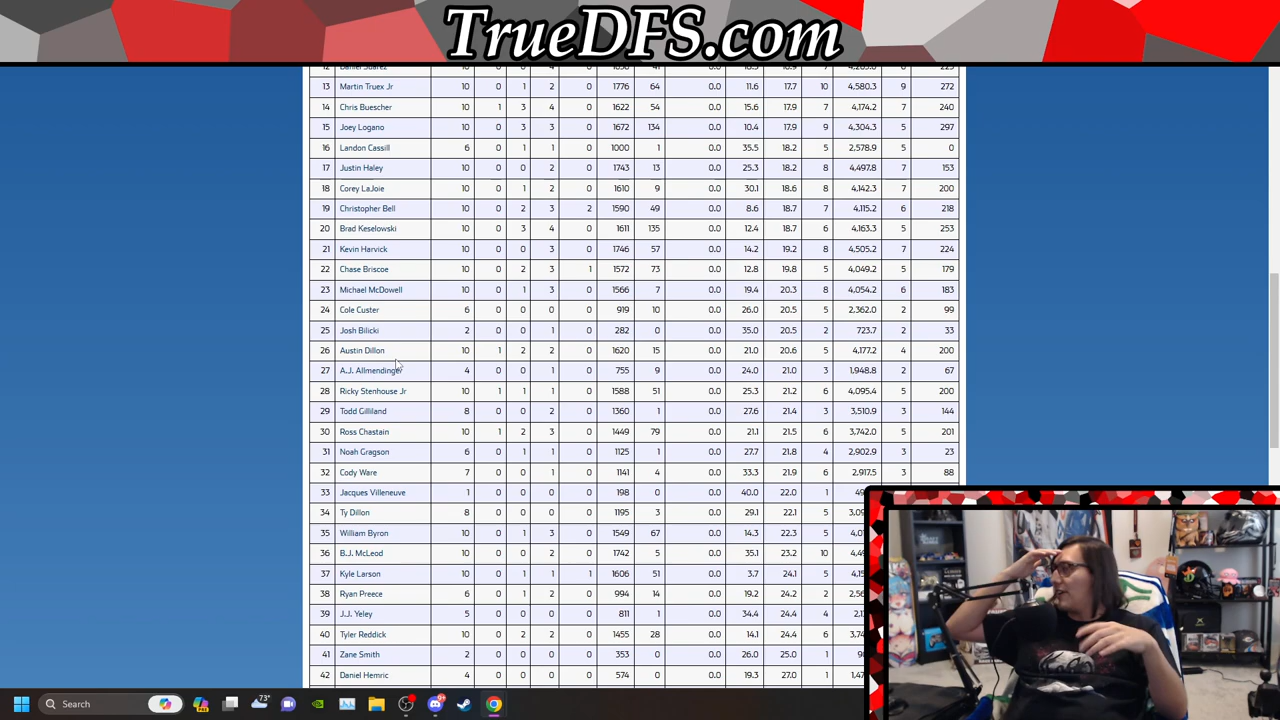 TrueDFS.com
12 Daniel Suarez 10 0 0 4
13 Martin Truex Jr 10 0 1 2 0 1776 64 0.0 11.6 17.7 10 4,580.3 9 272
14 Chris Buescher 10 1 3 4 0 1622 54 0.0 15.6 17.9 7 4,174.2 7 240
15 Joey Logano 10 0 3 3 0 1672 134 0.0 10.4 17.9 9 4,304.3 5 297
16 Landon Cassill 6 0 1 1 0 1000 1 0.0 35.5 18.2 5 2,578.9 5 0
17 Justin Haley 10 0 0 2 0 1743 13 0.0 25.3 18.2 8 4,497.8 7 153
18 Corey LaJoie 10 0 1 2 0 1610 9 0.0 30.1 18.6 8 4,142.3 7 200
19 Christopher Bell 10 0 2 3 2 1590 49 0.0 8.6 18.7 7 4,115.2 6 218
20 Brad Keselowski 10 0 3 4 0 1611 135 0.0 12.4 18.7 6 4,163.3 5 253
21 Kevin Harvick 10 0 0 3 0 1746 57 0.0 14.2 19.2 8 4,505.2 7 224
22 Chase Briscoe 10 0 2 3 1 1572 73 0.0 12.8 19.8 5 4,049.2 5 179
23 Michael McDowell 10 0 1 3 0 1566 7 0.0 19.4 20.3 8 4,054.2 6 183
24 Cole Custer 6 0 0 0 0 919 10 0.0 26.0 20.5 5 2,362.0 2 99
25 Josh Bilicki 2 0 0 1 0 282 0 0.0 35.0 20.5 2 723.7 2 33
26 Austin Dillon 10 1 2 2 0 1620 15 0.0 21.0 20.6 5 4,177.2 4 200
27 A.J. Allmendinger 4 0 0 1 0 755 9 0.0 24.0 21.0 3 1,948.8 2 67
28 Ricky Stenhouse Jr 10 1 1 1 0 1588 51 0.0 25.3 21.2 6 4,095.4 5 200
29 Todd Gilliland 8 0 0 2 0 1360 1 0.0 27.6 21.4 3 3,510.9 3 144
30 Ross Chastain 10 1 2 3 0 1449 79 0.0 21.1 21.5 6 3,742.0 5 201
31 Noah Gragson 6 0 1 1 0 1125 1 0.0 27.7 21.8 4 2,902.9 3 23
32 Cody Ware 7 0 0 1 0 1141 4 0.0 33.3 21.9 6 2,917.5 3 88
33 Jacques Villeneuve 1 0 0 0 0 198 0 0.0 40.0 22.0 1
34 Ty Dillon 8 0 0 0 0 1195 3 0.0 29.1 22.1 5
35 William Byron 10 0 1 3 0 1549 67 0.0 14.3 22.3 5
36 B.J. McLeod 10 0 0 2 0 1742 5 0.0 35.1 23.2 10
37 Kyle Larson 10 0 1 1 1 1606 51 0.0 3.7 24.1 5
38 Ryan Preece 6 0 1 2 0 994 14 0.0 19.2 24.2 2
39 J.J. Yeley 5 0 0 0 0 811 1 0.0 34.4 24.4 4
40 Tyler Reddick 10 0 2 2 0 1455 28 0.0 14.1 24.4 6
41 Zane Smith 2 0 0 0 0 353 0 0.0 26.0 25.0 1
42 Daniel Hemric 4 0 0 0 0 574 0 0.0 19.3 27.0 1
Search
73°